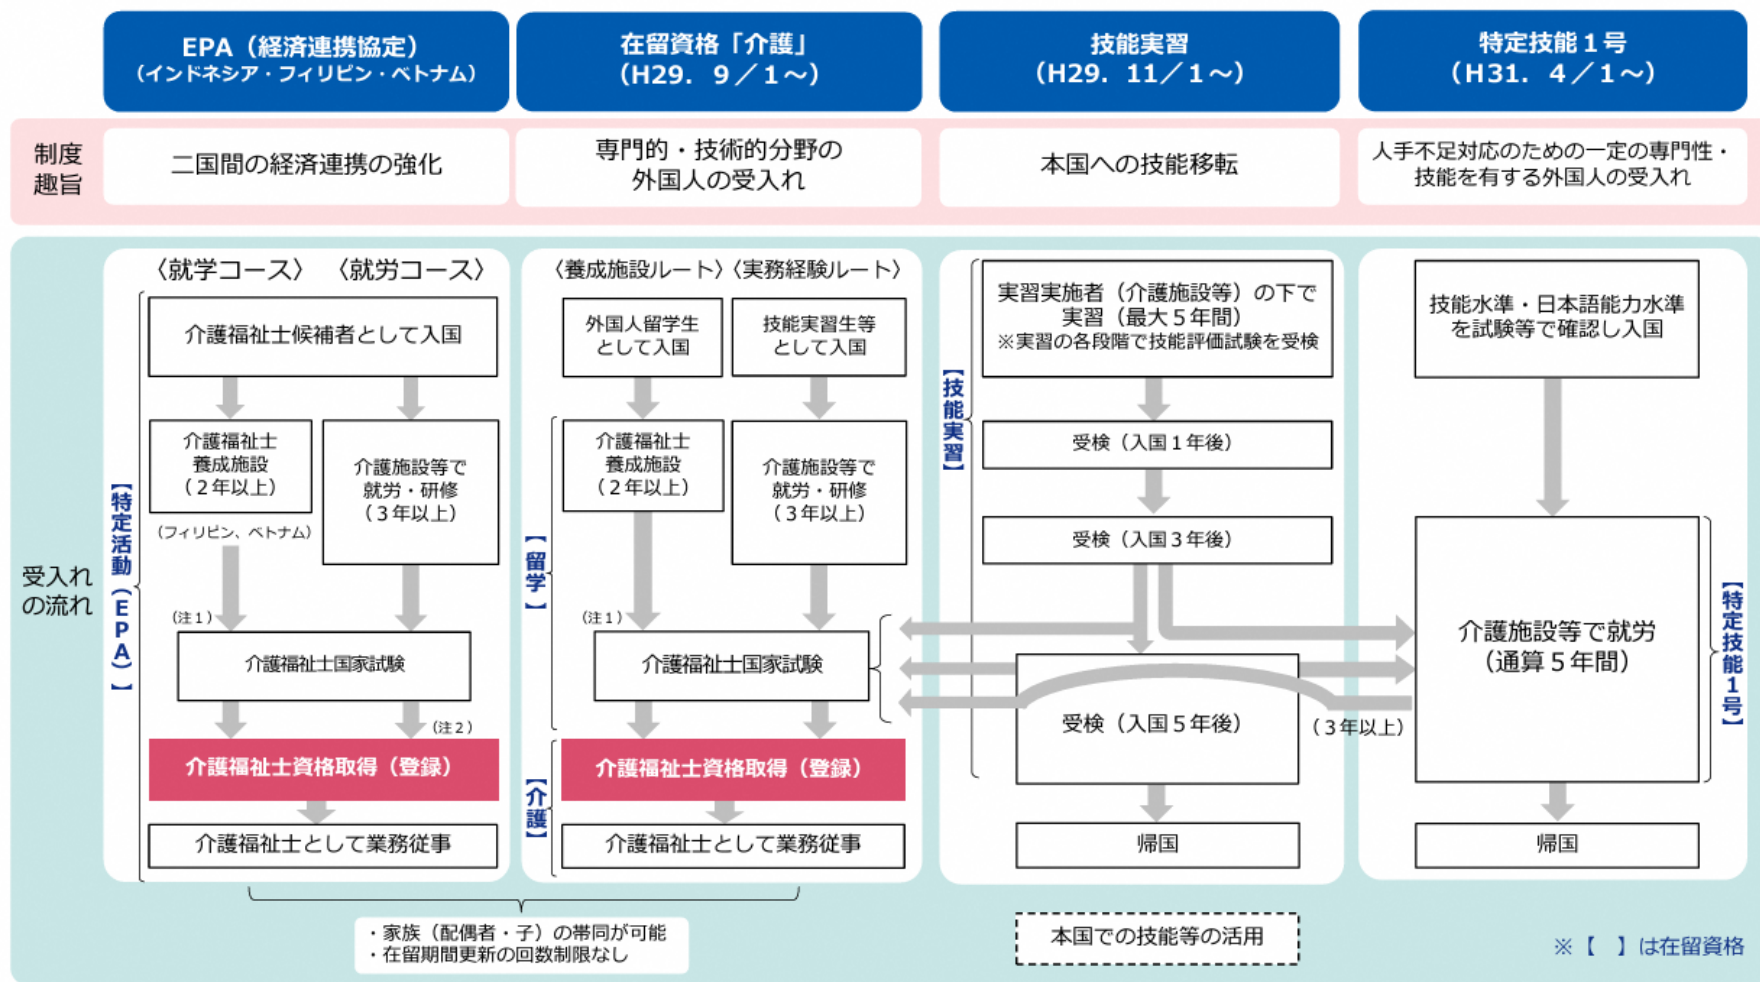 EPA（経済連携協定）
（インドネシア・フィリピン・ベトナム）
在留資格「介護」
（H29．９／１～）
技能実習
（H29．11／１～）
特定技能１号
（H31．４／１～）
制度
趣旨
二国間の経済連携の強化
専門的・技術的分野の
外国人の受入れ
本国への技能移転
人手不足対応のための一定の専門性・
技能を有する外国人の受入れ
受入れ
の流れ
〈就学コース〉
〈就労コース〉
介護福祉士候補者として入国
介護福祉士
養成施設
（２年以上）
（フィリピン、ベトナム）
介護施設等で
就労・研修
（３年以上）
【特定活動（EPA）】
（注１）
介護福祉士国家試験
（注２）
介護福祉士資格取得（登録）
介護福祉士として業務従事
〈養成施設ルート〉
〈実務経験ルート〉
外国人留学生
として入国
技能実習生等
として入国
介護福祉士
養成施設
（２年以上）
介護施設等で
就労・研修
（３年以上）
【留学】
（注１）
介護福祉士国家試験
介護福祉士資格取得（登録）
【介護】
介護福祉士として業務従事
・家族（配偶者・子）の帯同が可能
・在留期間更新の回数制限なし
実習実施者（介護施設等）の下で
実習（最大５年間）
※実習の各段階で技能評価試験を受検
【技能実習】
受検（入国１年後）
受検（入国３年後）
受検（入国５年後）
帰国
本国での技能等の活用
技能水準・日本語能力水準
を試験等で確認し入国
介護施設等で就労
（通算５年間）
【特定技能１号】
（３年以上）
帰国
※【　】は在留資格